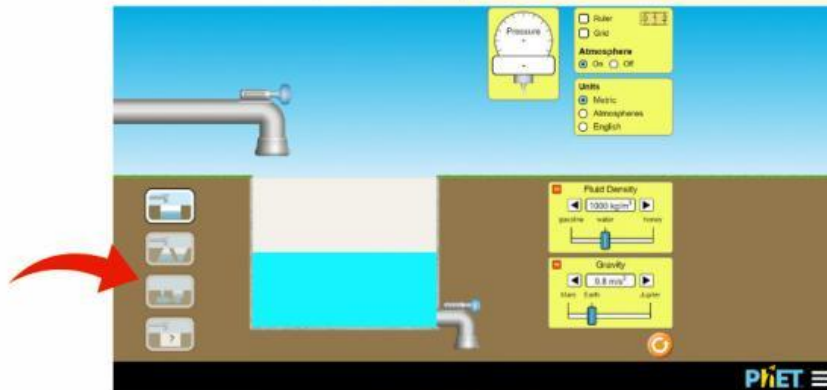 Pressure
-
-
Ruler
Grid
Atmosphere
On Off
Units
Metric
Atmospheres
English
Fluid Density
1000 kg/m³
gasoline water honey
Gravity
9.8 m/s²
Mars Earth Jupiter
?
PhET